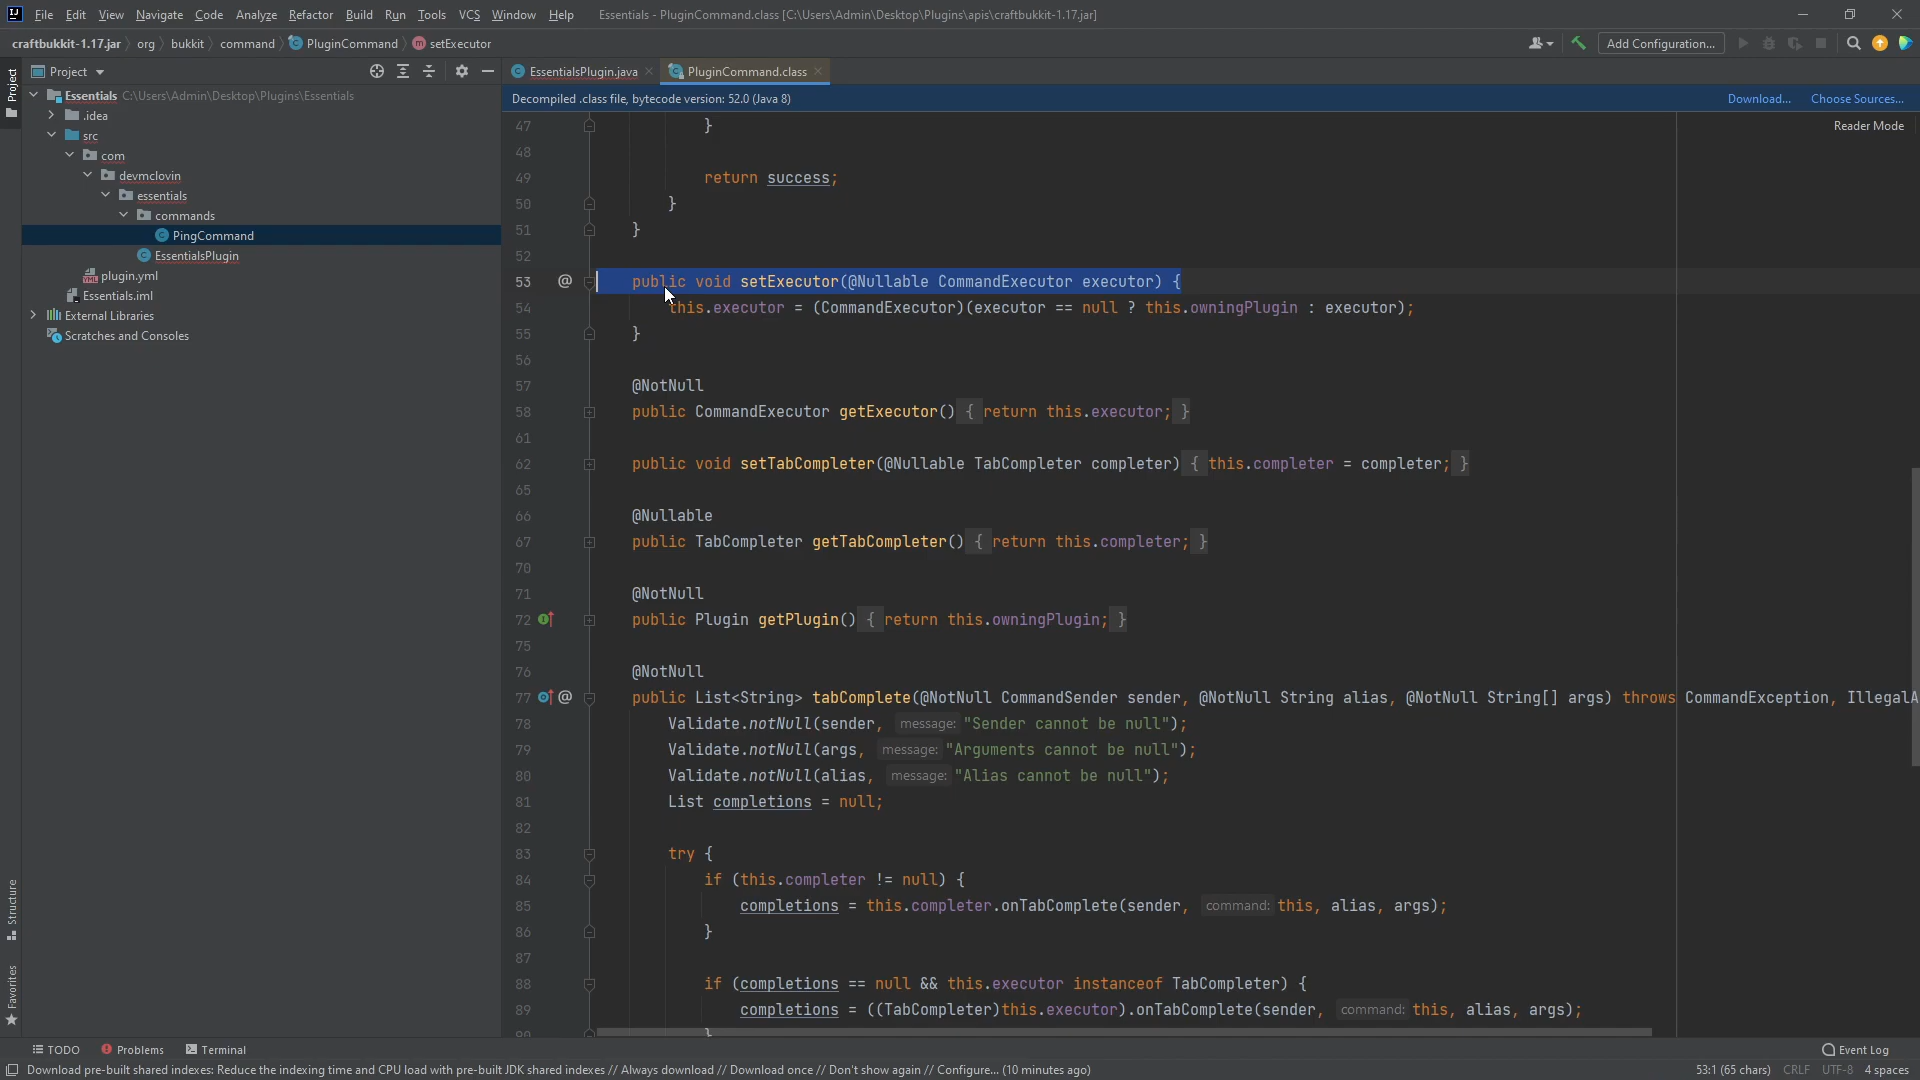 File Edit View Navigate Code Analyze Refactor Build Run Tools VCS Window Help Essentials - PluginCommand.class [C:\Users\Admin\Desktop\Plugins\apis\craftbukkit-1.17.jar]
craftbukkit-1.17.jar org bukkit command PluginCommand setExecutor Add Configuration...
Project EssentialsPlugin.java PluginCommand.class
Essentials C:\Users\Admin\Desktop\Plugins\Essentials
.idea
src
com
devmclovin
essentials
commands
PingCommand
EssentialsPlugin
plugin.yml
Essentials.iml
External Libraries
Scratches and Consoles
Project
Structure
Favorites
Decompiled .class file, bytecode version: 52.0 (Java 8) Download... Choose Sources...
Reader Mode
47 }
48
49 return success;
50 }
51 }
52
53 @ public void setExecutor(@Nullable CommandExecutor executor) {
54 this.executor = (CommandExecutor)(executor == null ? this.owningPlugin : executor);
55 }
56
57 @NotNull
58 public CommandExecutor getExecutor() { return this.executor; }
61
62 public void setTabCompleter(@Nullable TabCompleter completer) { this.completer = completer; }
65
66 @Nullable
67 public TabCompleter getTabCompleter() { return this.completer; }
70
71 @NotNull
72 public Plugin getPlugin() { return this.owningPlugin; }
75
76 @NotNull
77 @ public List<String> tabComplete(@NotNull CommandSender sender, @NotNull String alias, @NotNull String[] args) throws CommandException, IllegalA
78 Validate.notNull(sender, message: "Sender cannot be null");
79 Validate.notNull(args, message: "Arguments cannot be null");
80 Validate.notNull(alias, message: "Alias cannot be null");
81 List completions = null;
82
83 try {
84 if (this.completer != null) {
85 completions = this.completer.onTabComplete(sender, command: this, alias, args);
86 }
87
88 if (completions == null && this.executor instanceof TabCompleter) {
89 completions = ((TabCompleter)this.executor).onTabComplete(sender, command: this, alias, args);
90 }
TODO Problems Terminal Event Log
Download pre-built shared indexes: Reduce the indexing time and CPU load with pre-built JDK shared indexes // Always download // Download once // Don't show again // Configure... (10 minutes ago) 53:1 (65 chars) CRLF UTF-8 4 spaces